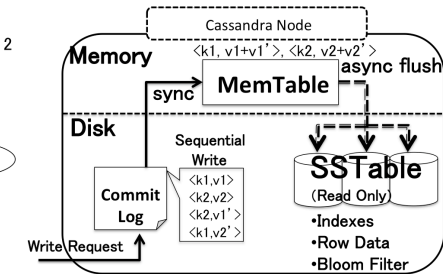 Cassandra Node
2
Memory
<k1, v1+v1'>, <k2, v2+v2'>
MemTable
async flush
sync
Disk
Sequential
Write
<k1,v1>
<k2,v2>
<k2,v1'>
<k1,v2'>
Commit
Log
Write Request
SSTable
(Read Only)
•Indexes
•Row Data
•Bloom Filter